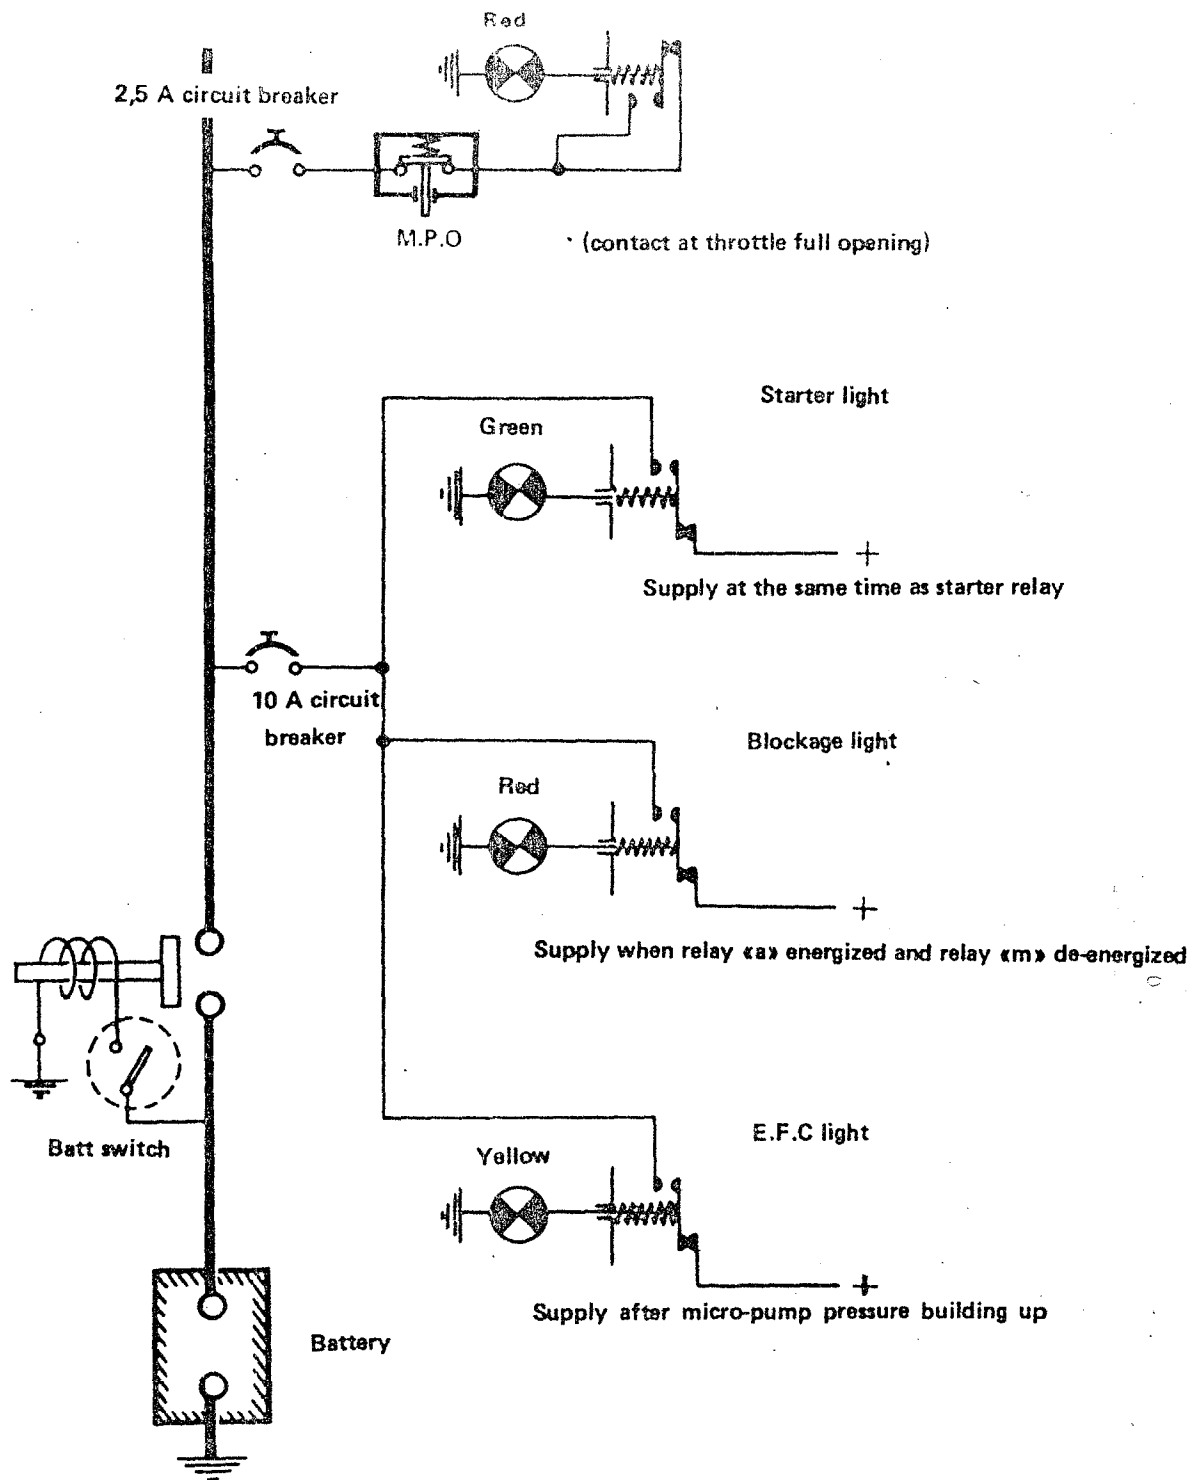 Red
2,5 A circuit breaker
M.P.O
(contact at throttle full opening)
Starter light
Green
Supply at the same time as starter relay
10 A circuit
breaker
Blockage light
Red
Supply when relay «a» energized and relay «m» de-energized
Batt switch
E.F.C light
Yellow
Supply after micro-pump pressure building up
Battery